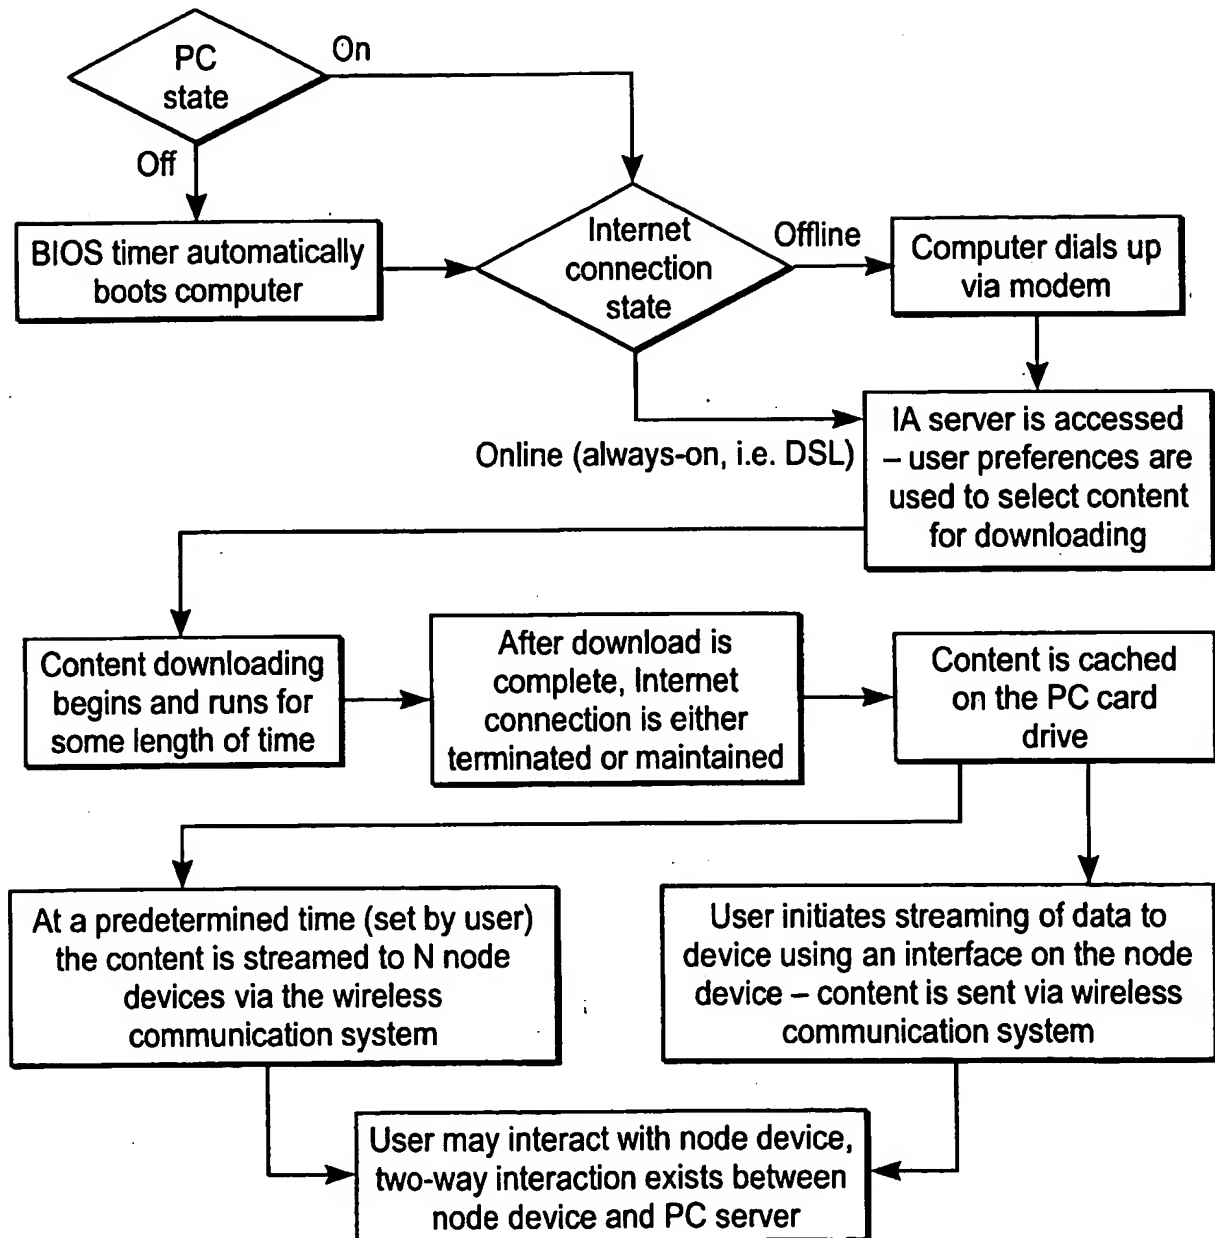 PC
state
On
Off
BIOS timer automatically
boots computer
Internet
connection
state
Offline
Computer dials up
via modem
Online (always-on, i.e. DSL)
IA server is accessed
– user preferences are
used to select content
for downloading
Content downloading
begins and runs for
some length of time
After download is
complete, Internet
connection is either
terminated or maintained
Content is cached
on the PC card
drive
At a predetermined time (set by user)
the content is streamed to N node
devices via the wireless
communication system
User initiates streaming of data to
device using an interface on the node
device – content is sent via wireless
communication system
User may interact with node device,
two-way interaction exists between
node device and PC server